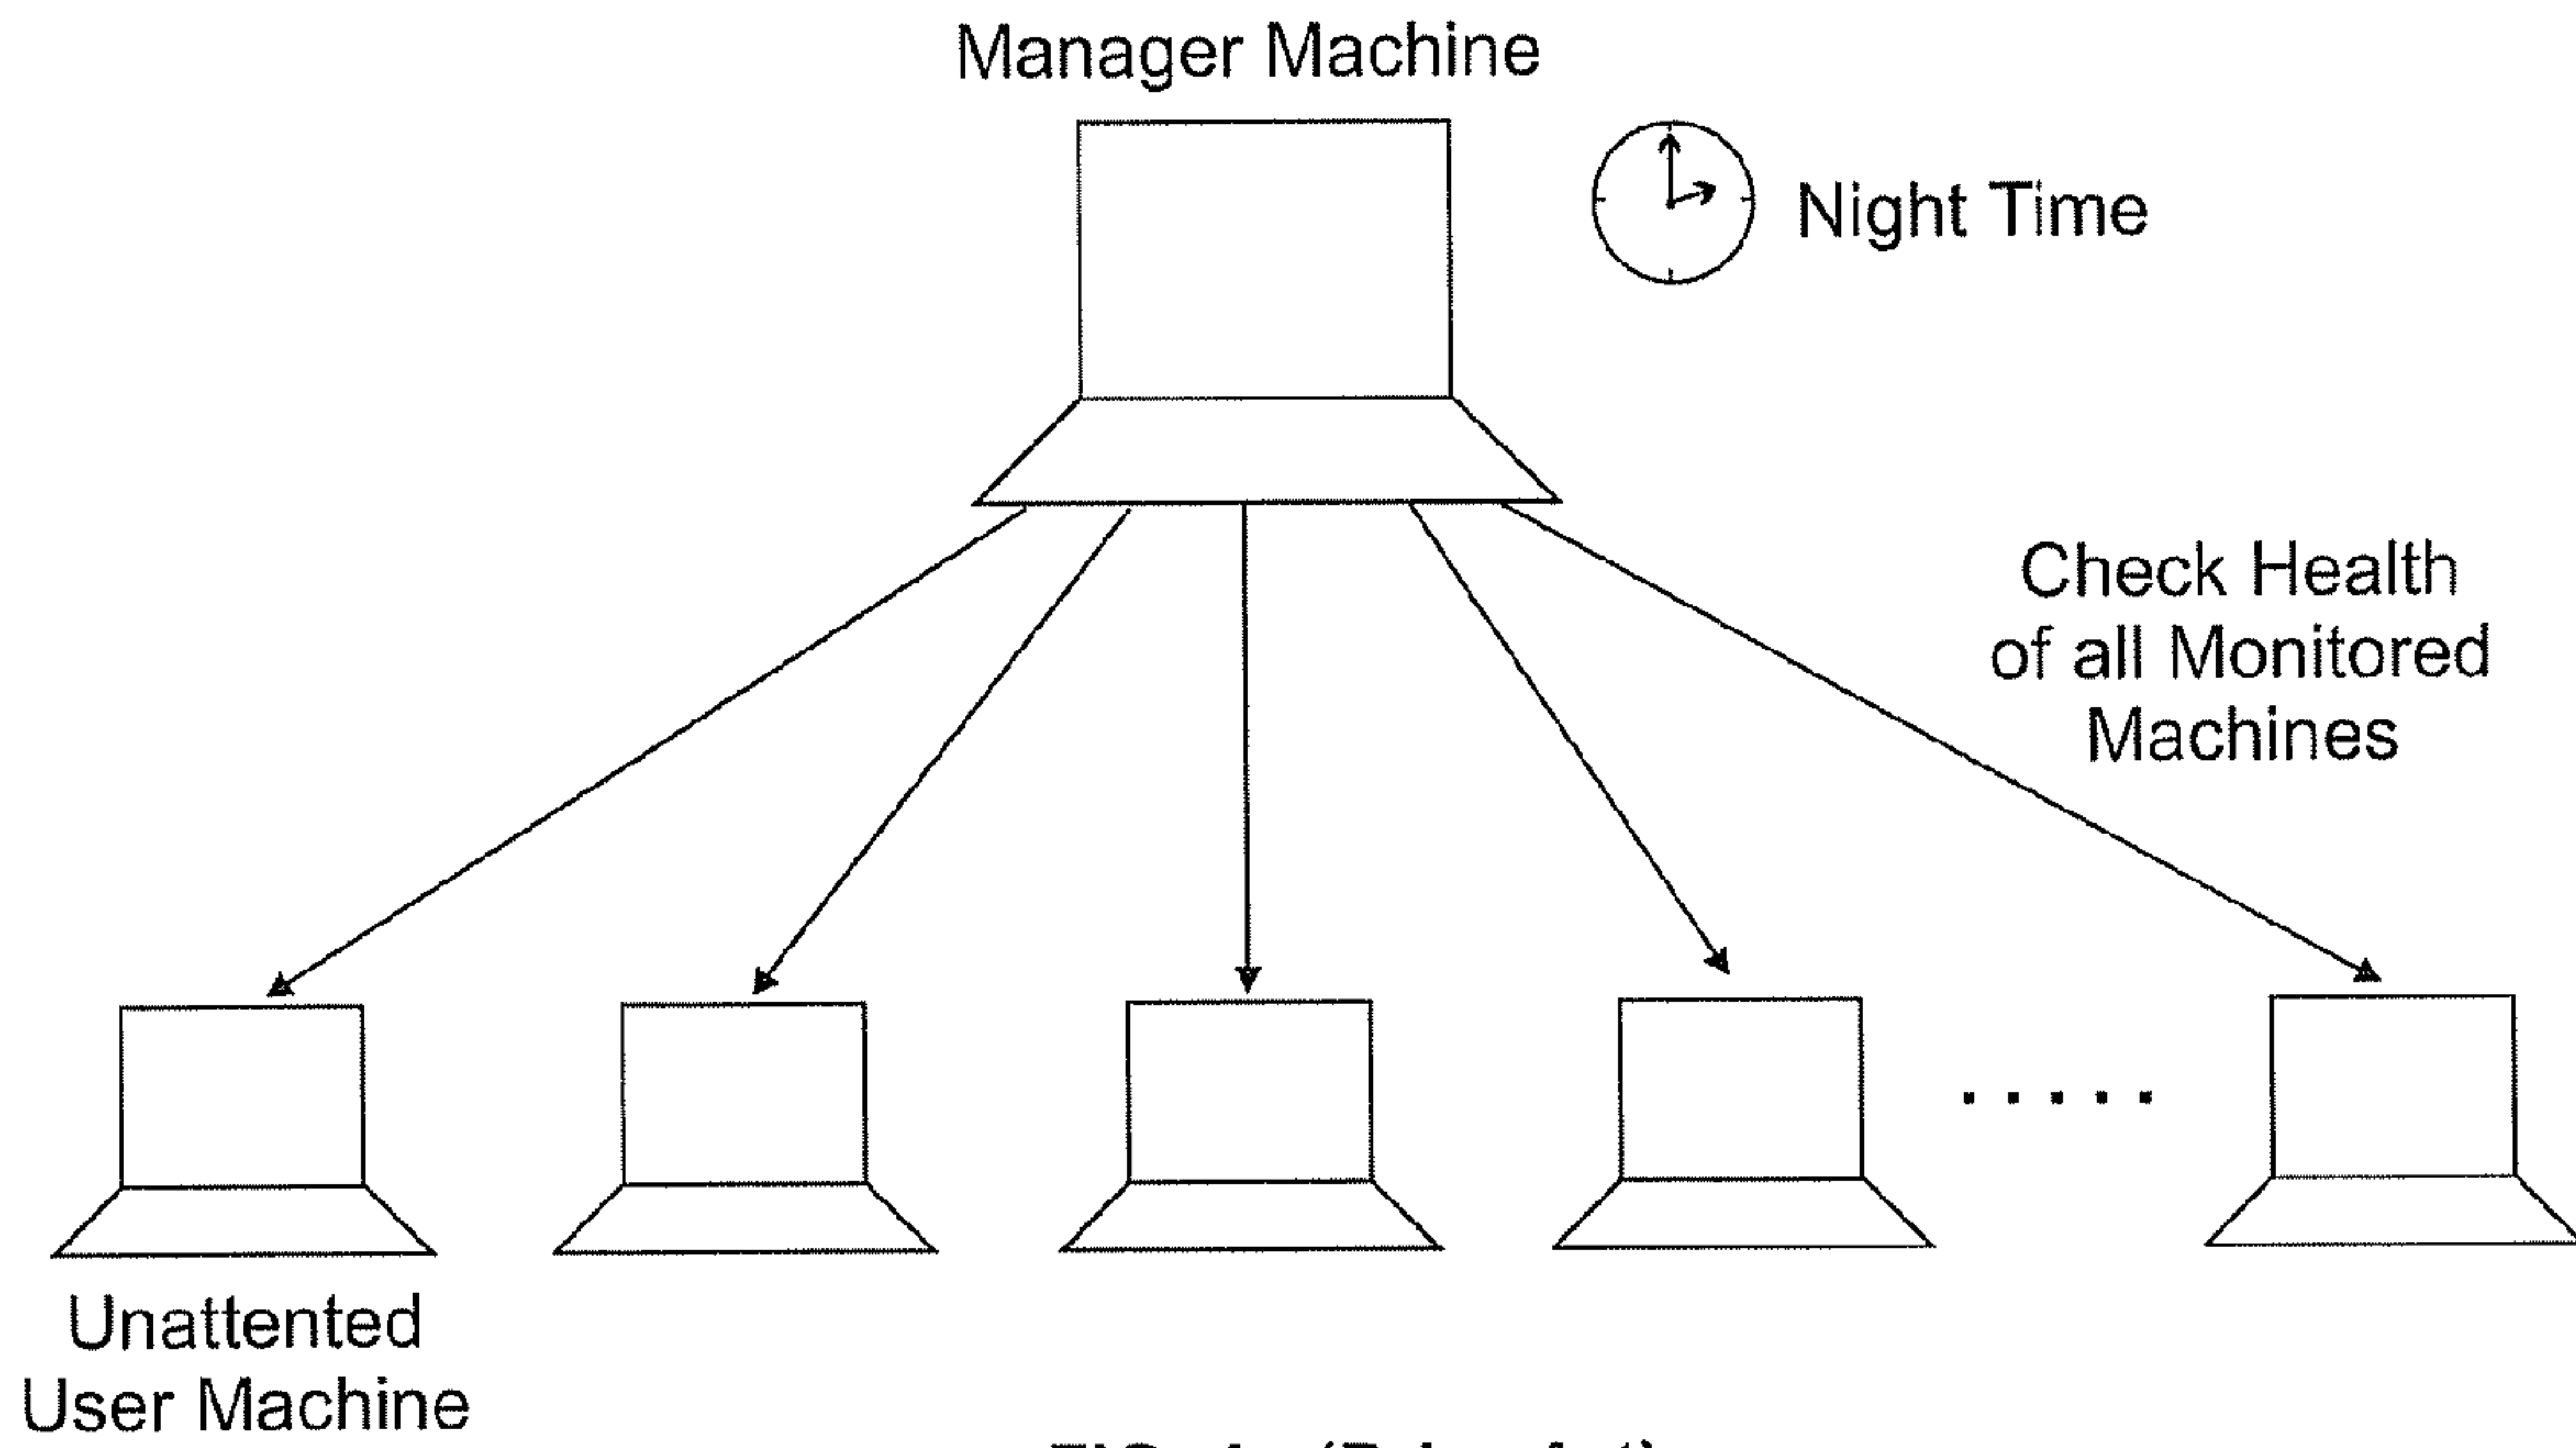 Manager Machine
Night Time
Check Health
of all Monitored
Machines
Unattented
User Machine